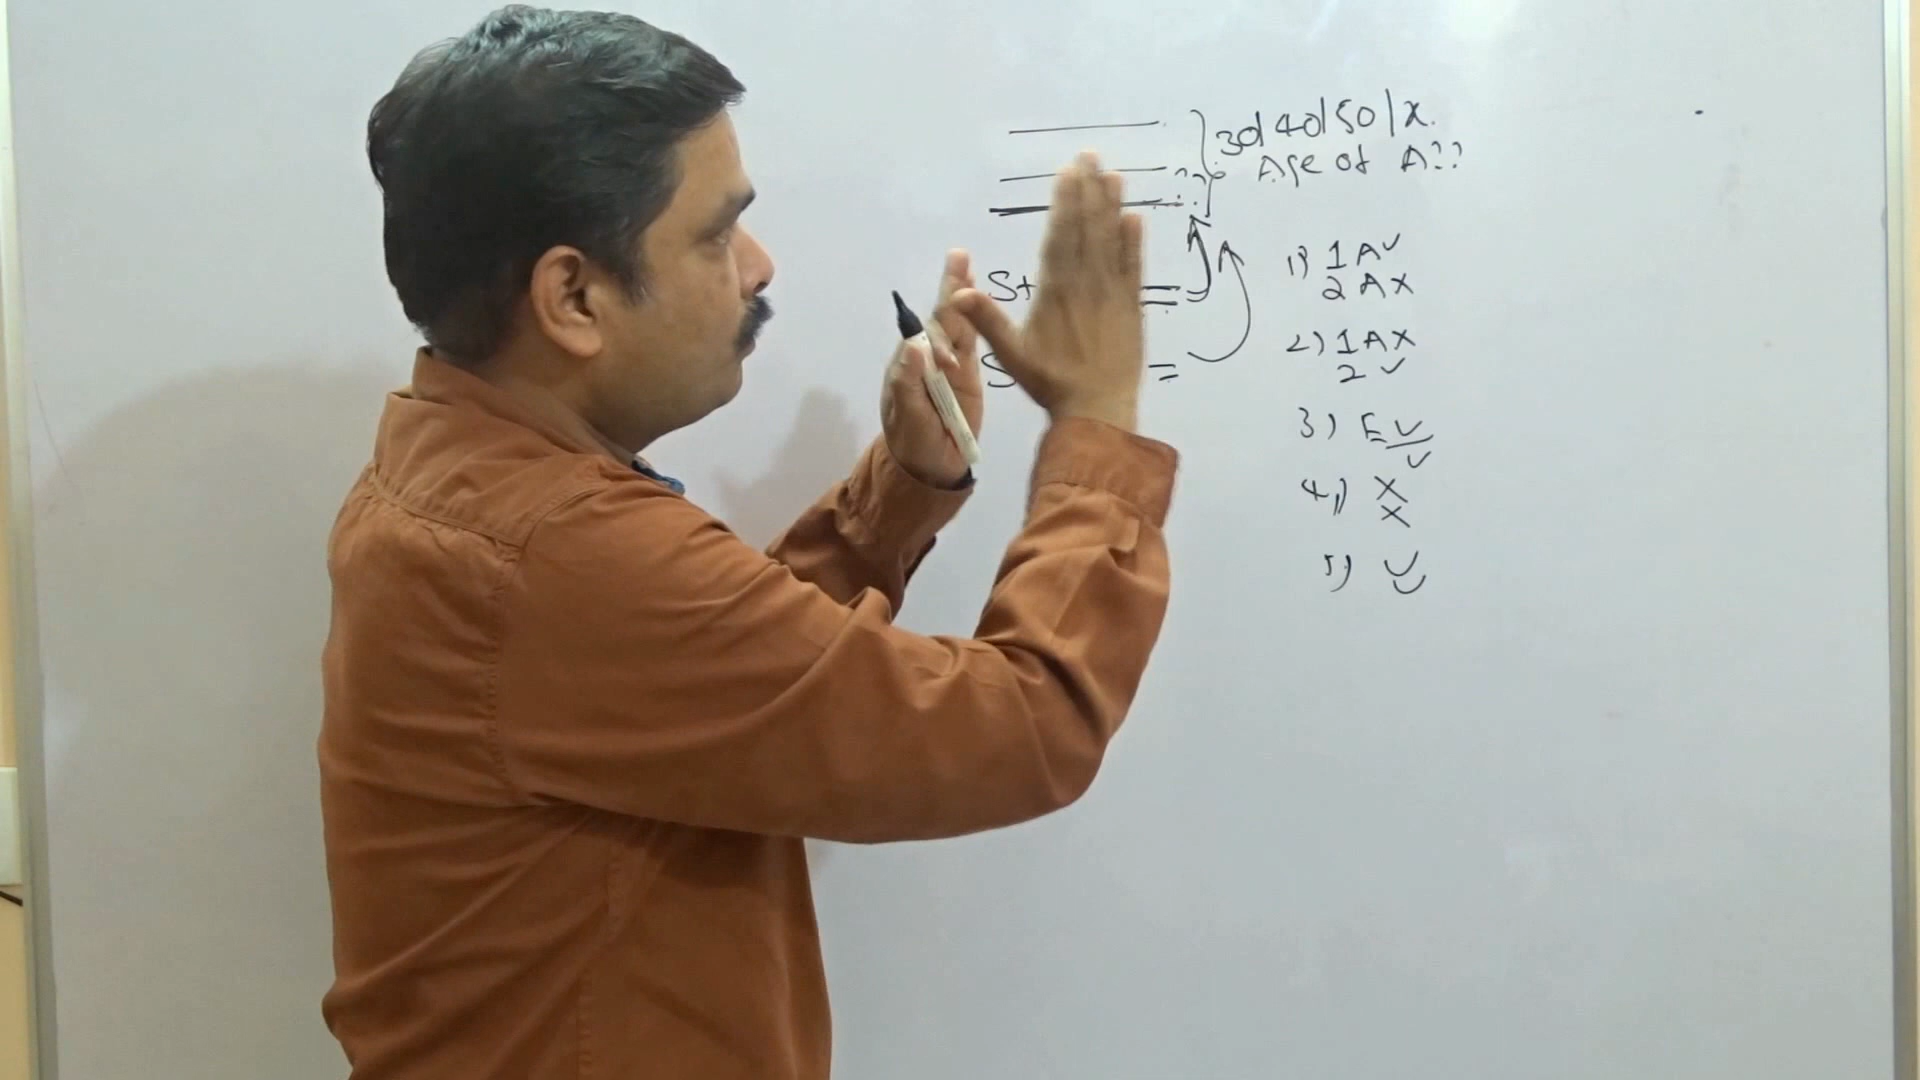 30/40/50/x.
Age of A??
St
S
1) 1 A✓
2 A X
2) 1 A X
2 ✓
3) E ✓
✓
4) X
X
5) ✓
✓